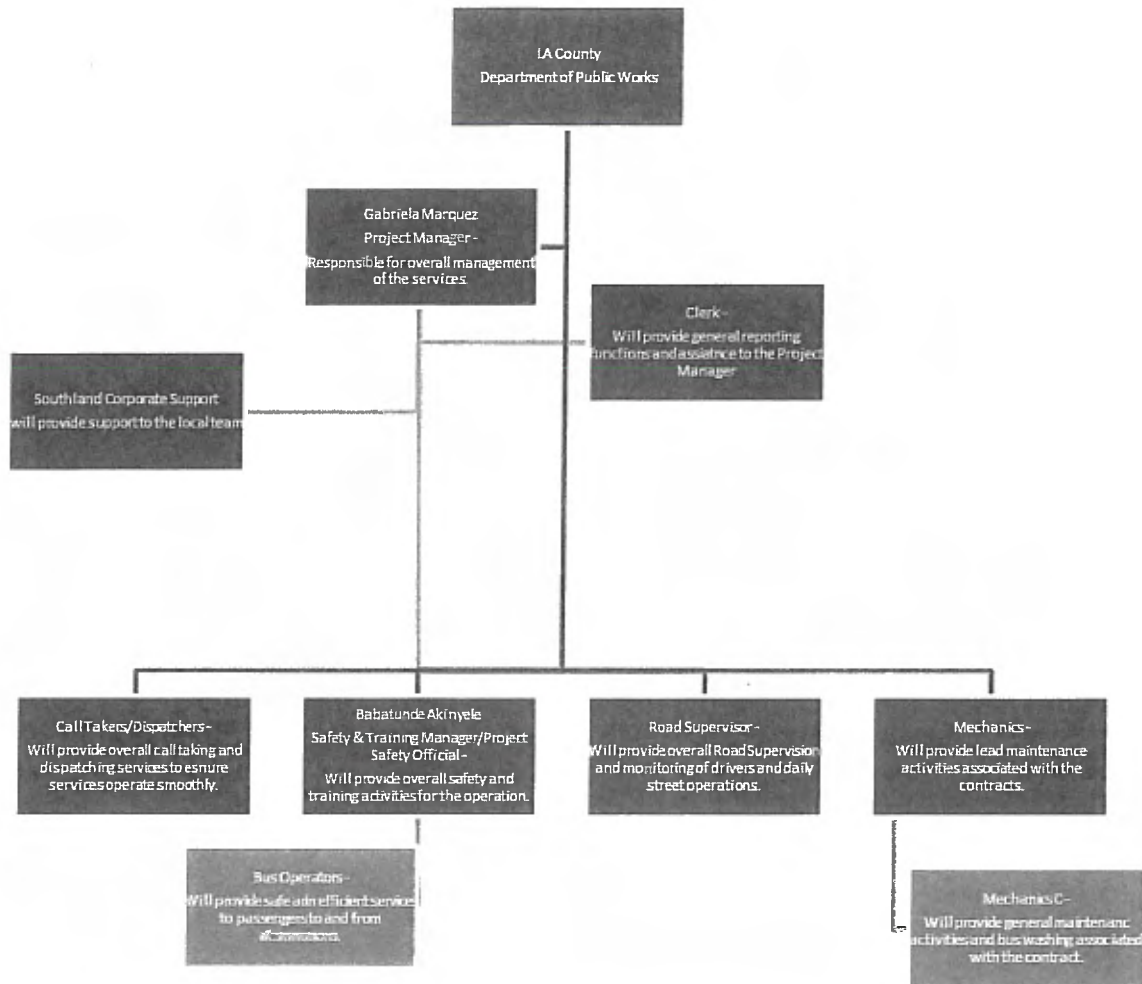 LA County
Department of Public Works
Gabriela Marquez
Project Manager -
Responsible for overall management
of the services.
Clerk -
Will provide general reporting
functions and assiatnce to the Project
Manager
Southland Corporate Support
will provide support to the local team
Call Takers/Dispatchers -
Will provide overall call taking and
dispatching services to esnure
services operate smoothly.
Babatunde Akinyele
Safety & Training Manager/Project
Safety Official -
Will provide overall safety and
training activities for the operation.
Road Supervisor -
Will provide overall Road Supervision
and monitoring of drivers and daily
street operations.
Mechanics -
Will provide lead maintenance
activities associated with the
contracts.
Bus Operators -
Will provide safe adn efficient services
to passengers to and from
Mechanics C -
Will provide general maintenanc
activities and bus washing associated
with the contract.